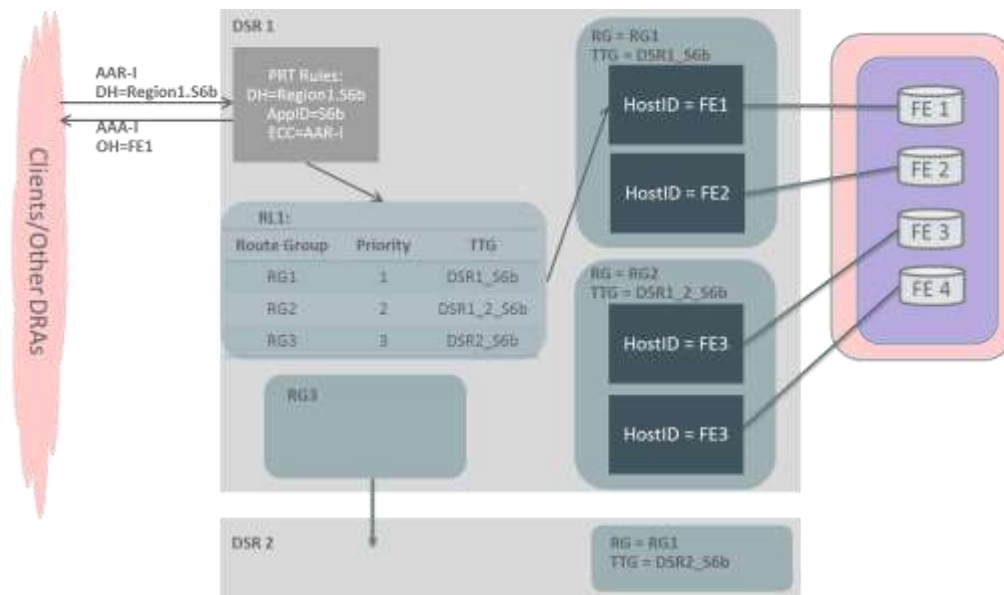 DSR 1
AAR-I
DH=Region1.S6b
AAA-I
OH=FE1
Clients/Other DRAs
PRT Rules:
DH=Region1.S6b
AppID=S6b
ECC=AAR-I
RL1:
Route Group Priority TTG
RG1 1 DSR1_S6b
RG2 2 DSR1_2_S6b
RG3 3 DSR2_S6b
RG3
RG = RG1
TTG = DSR1_S6b
HostID = FE1
HostID = FE2
RG = RG2
TTG = DSR1_2_S6b
HostID = FE3
HostID = FE3
FE 1
FE 2
FE 3
FE 4
DSR 2
RG = RG1
TTG = DSR2_S6b